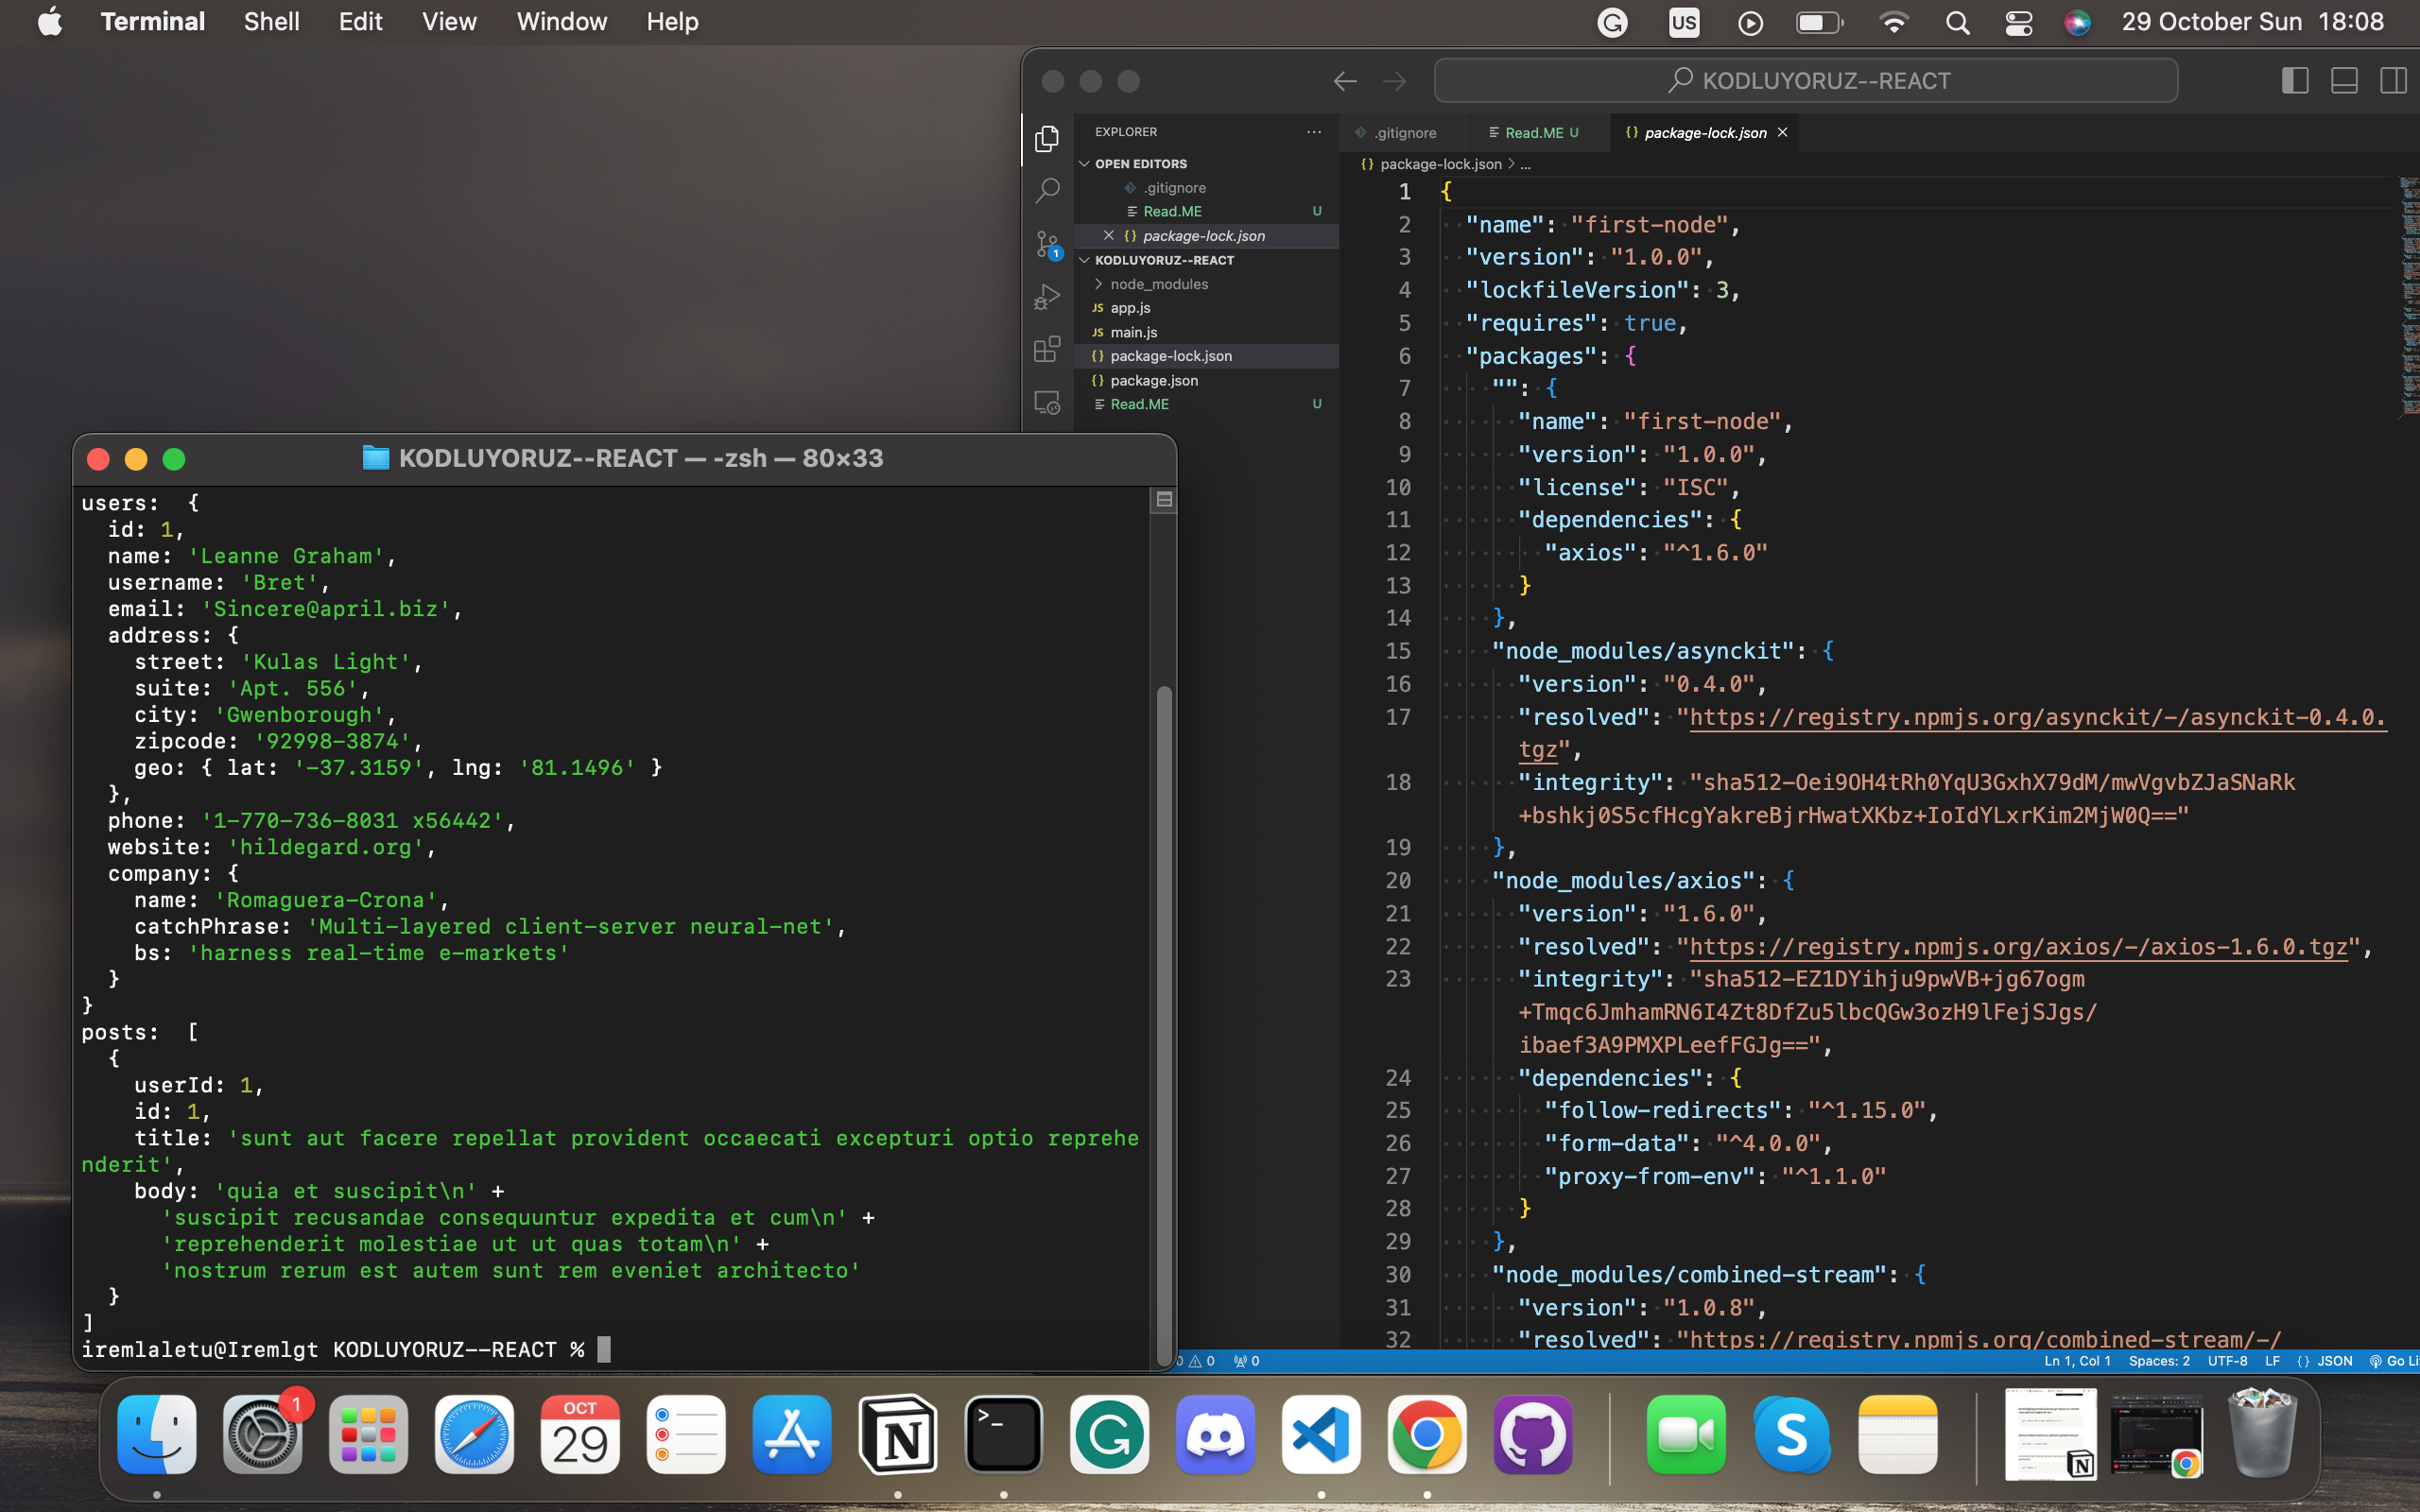 Terminal Shell Edit View Window Help US 29 October Sun 18:08
KODLUYORUZ--REACT
EXPLORER ···
.gitignore
Read.ME U
package-lock.json
OPEN EDITORS
.gitignore
Read.ME U
package-lock.json
KODLUYORUZ--REACT
node_modules
JS app.js
JS main.js
{} package-lock.json
{} package.json
Read.ME U
1
{} package-lock.json > ...
1 {
2 "name": "first-node",
3 "version": "1.0.0",
4 "lockfileVersion": 3,
5 "requires": true,
6 "packages": {
7 "": {
8 "name": "first-node",
9 "version": "1.0.0",
10 "license": "ISC",
11 "dependencies": {
12 "axios": "^1.6.0"
13 }
14 },
15 "node_modules/asynckit": {
16 "version": "0.4.0",
17 "resolved": "https://registry.npmjs.org/asynckit/-/asynckit-0.4.0.
tgz",
18 "integrity": "sha512-Oei9OH4tRh0YqU3GxhX79dM/mwVgvbZJaSNaRk
+bshkj0S5cfHcgYakreBjrHwatXKbz+IoIdYLxrKim2MjW0Q=="
19 },
20 "node_modules/axios": {
21 "version": "1.6.0",
22 "resolved": "https://registry.npmjs.org/axios/-/axios-1.6.0.tgz",
23 "integrity": "sha512-EZ1DYihju9pwVB+jg67ogm
+Tmqc6JmhamRN6I4Zt8DfZu5lbcQGw3ozH9lFejSJgs/
ibaef3A9PMXPLeefFGJg==",
24 "dependencies": {
25 "follow-redirects": "^1.15.0",
26 "form-data": "^4.0.0",
27 "proxy-from-env": "^1.1.0"
28 }
29 },
30 "node_modules/combined-stream": {
31 "version": "1.0.8",
32 "resolved": "https://registry.npmjs.org/combined-stream/-/
0 0 0 Ln 1, Col 1 Spaces: 2 UTF-8 LF {} JSON Go Li
KODLUYORUZ--REACT — -zsh — 80×33
users: {
id: 1,
name: 'Leanne Graham',
username: 'Bret',
email: 'Sincere@april.biz',
address: {
street: 'Kulas Light',
suite: 'Apt. 556',
city: 'Gwenborough',
zipcode: '92998-3874',
geo: { lat: '-37.3159', lng: '81.1496' }
},
phone: '1-770-736-8031 x56442',
website: 'hildegard.org',
company: {
name: 'Romaguera-Crona',
catchPhrase: 'Multi-layered client-server neural-net',
bs: 'harness real-time e-markets'
}
}
posts: [
{
userId: 1,
id: 1,
title: 'sunt aut facere repellat provident occaecati excepturi optio reprehe
nderit',
body: 'quia et suscipit\n' +
'suscipit recusandae consequuntur expedita et cum\n' +
'reprehenderit molestiae ut ut quas totam\n' +
'nostrum rerum est autem sunt rem eveniet architecto'
}
]
iremlaletu@Iremlgt KODLUYORUZ--REACT %
1
OCT
29